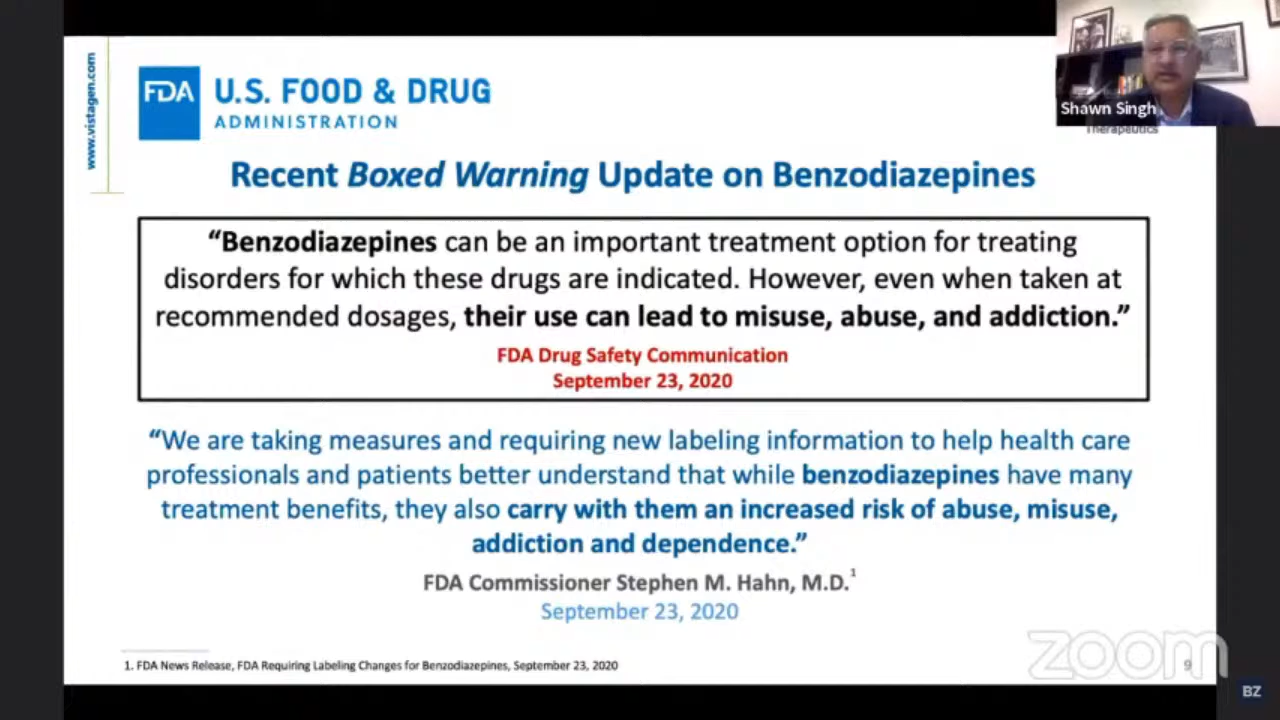 www.vistagen.com
FDA
U.S. FOOD & DRUG
ADMINISTRATION
Shawn Singh
Therapeutics
Recent Boxed Warning Update on Benzodiazepines
“Benzodiazepines can be an important treatment option for treating
disorders for which these drugs are indicated. However, even when taken at
recommended dosages, their use can lead to misuse, abuse, and addiction.”
FDA Drug Safety Communication
September 23, 2020
“We are taking measures and requiring new labeling information to help health care
professionals and patients better understand that while benzodiazepines have many
treatment benefits, they also carry with them an increased risk of abuse, misuse,
addiction and dependence.”
FDA Commissioner Stephen M. Hahn, M.D.1
September 23, 2020
1. FDA News Release, FDA Requiring Labeling Changes for Benzodiazepines, September 23, 2020
zoom
9
BZ